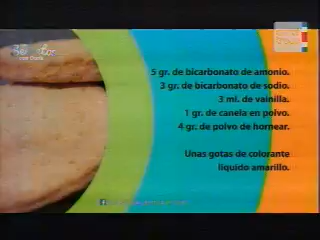 5 gr. de bicarbonato de amonio.
3 gr. de bicarbonato de sodio.
3 ml. de vainilla.
1 gr. de canela en polvo.
4 gr. de polvo de hornear.
Unas gotas de colorante
líquido amarillo.